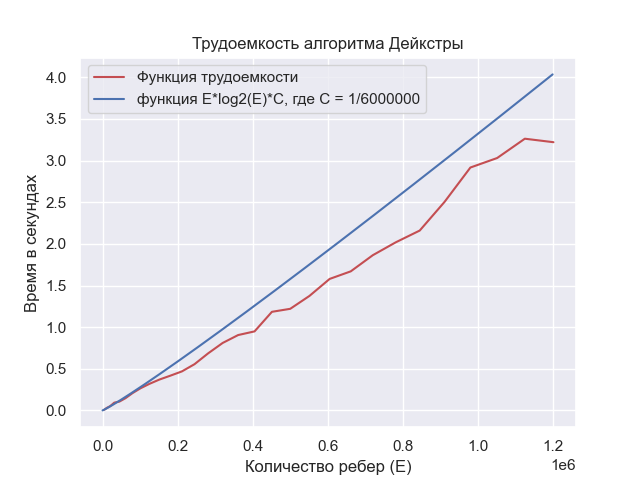 Трудоемкость алгоритма Дейкстры
Функция трудоемкости
функция E*log2(E)*C, где C = 1/6000000
Время в секундах
4.0
3.5
3.0
2.5
2.0
1.5
1.0
0.5
0.0
0.0 0.2 0.4 0.6 0.8 1.0 1.2
1e6
Количество ребер (E)